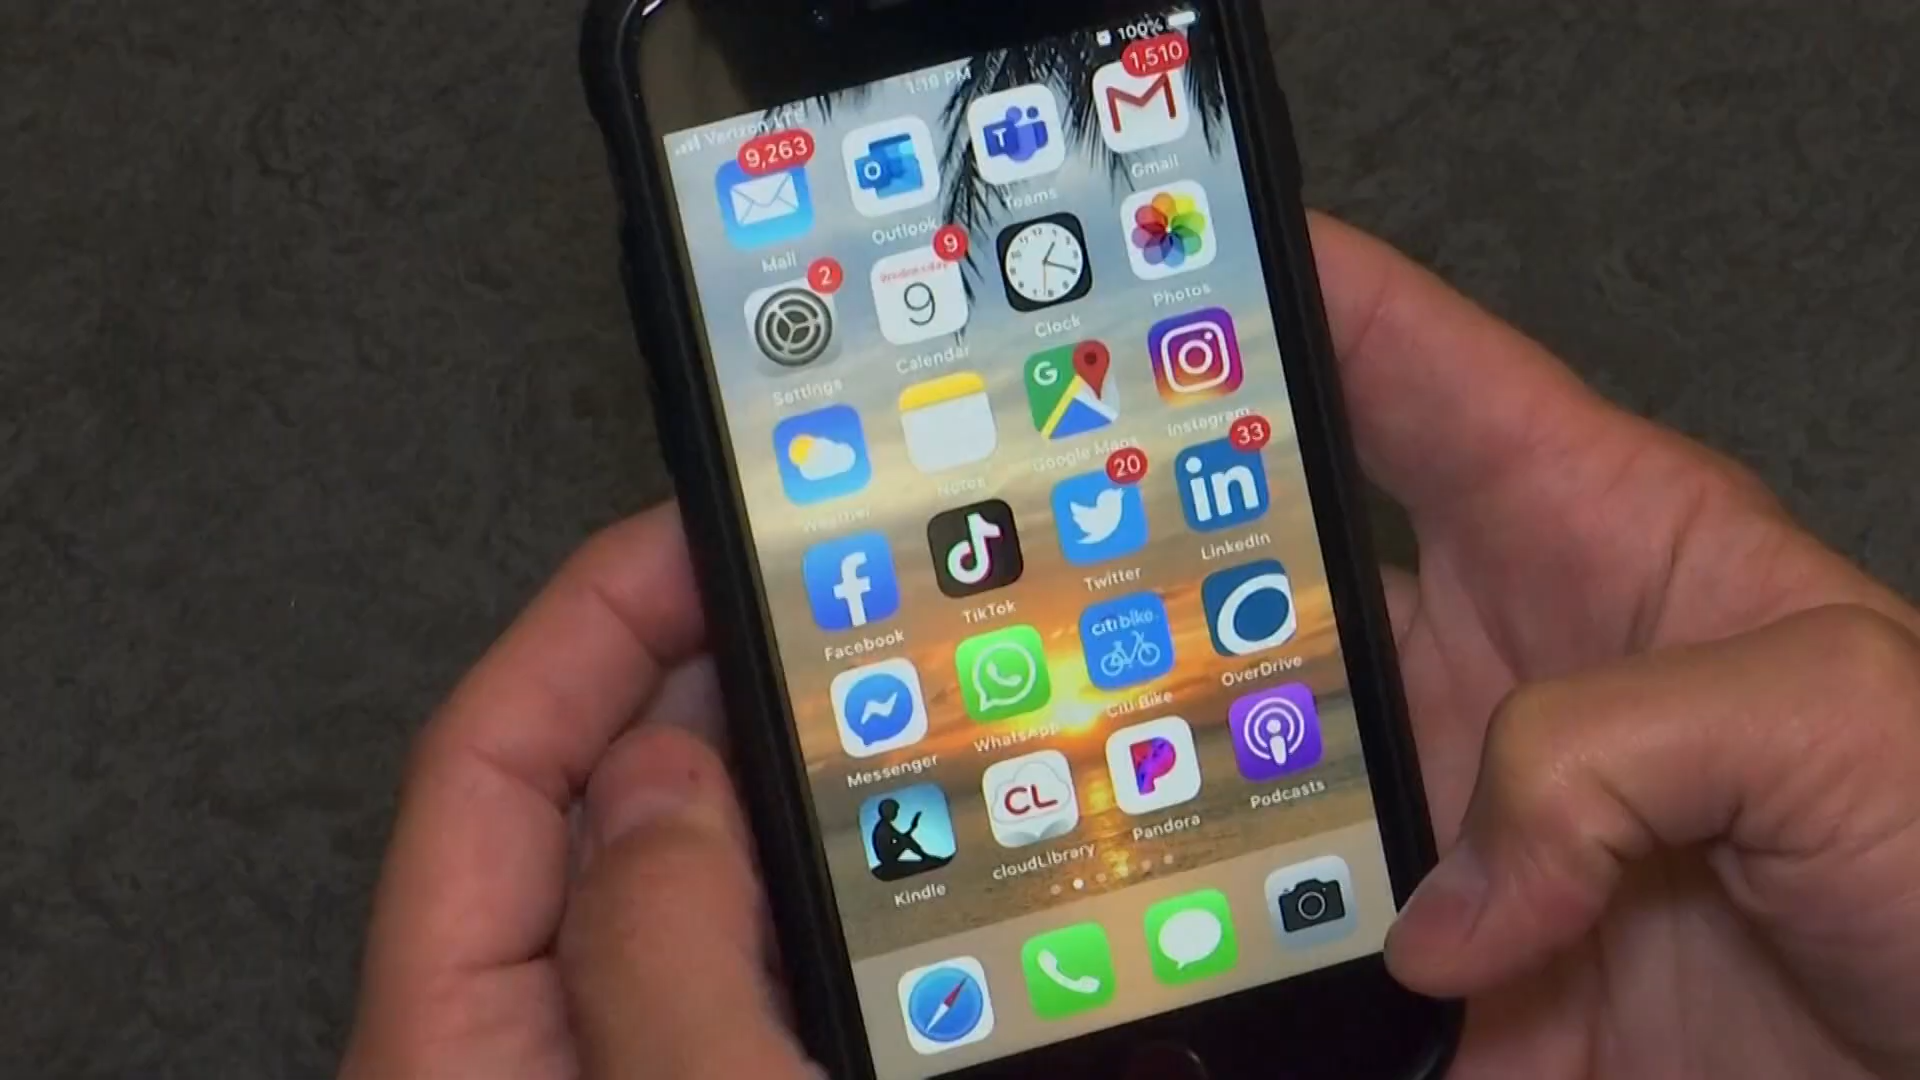 Verizon LTE 1:19 PM 100%
9,263 1,510
Mail Outlook Teams Gmail
2 9
Wednesday
9
Settings Calendar Clock Photos
G
Weather Notes Google Maps Instagram
20 33
in
Facebook TikTok Twitter LinkedIn
citi bike
Messenger WhatsApp Citi Bike OverDrive
CL
Kindle cloudLibrary Pandora Podcasts